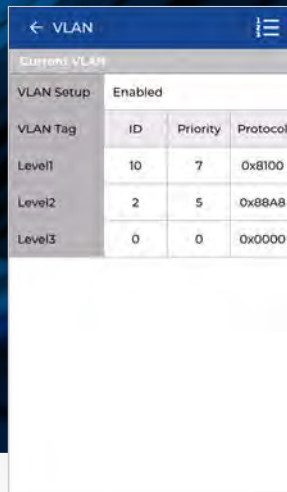 ← VLAN
Current VLAN
VLAN Setup Enabled
VLAN Tag ID Priority Protocol
Level1 10 7 0x8100
Level2 2 5 0x88A8
Level3 0 0 0x0000